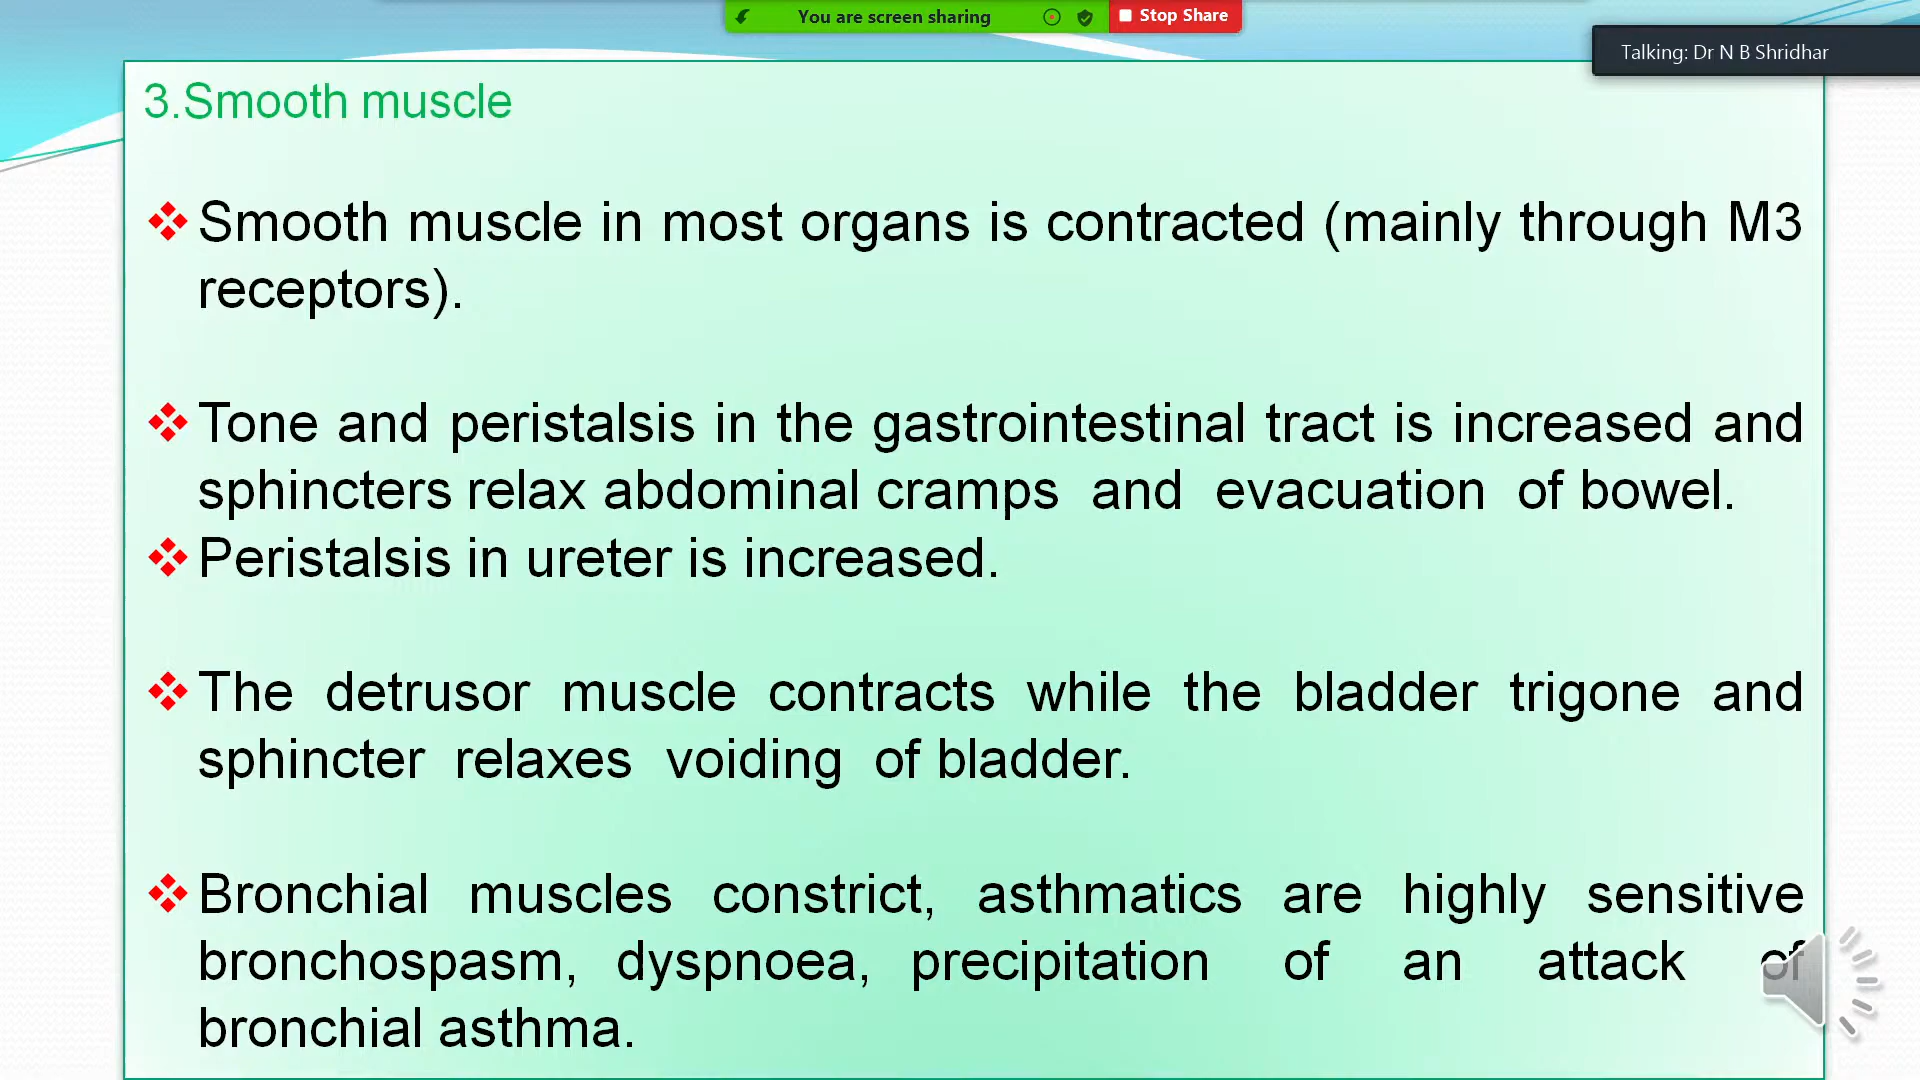 You are screen sharing
Stop Share
Talking: Dr N B Shridhar
3.Smooth muscle
Smooth muscle in most organs is contracted (mainly through M3
receptors).
Tone and peristalsis in the gastrointestinal tract is increased and
sphincters relax abdominal cramps and evacuation of bowel.
Peristalsis in ureter is increased.
The detrusor muscle contracts while the bladder trigone and
sphincter relaxes voiding of bladder.
Bronchial muscles constrict, asthmatics are highly sensitive
bronchospasm, dyspnoea, precipitation of an attack of
bronchial asthma.